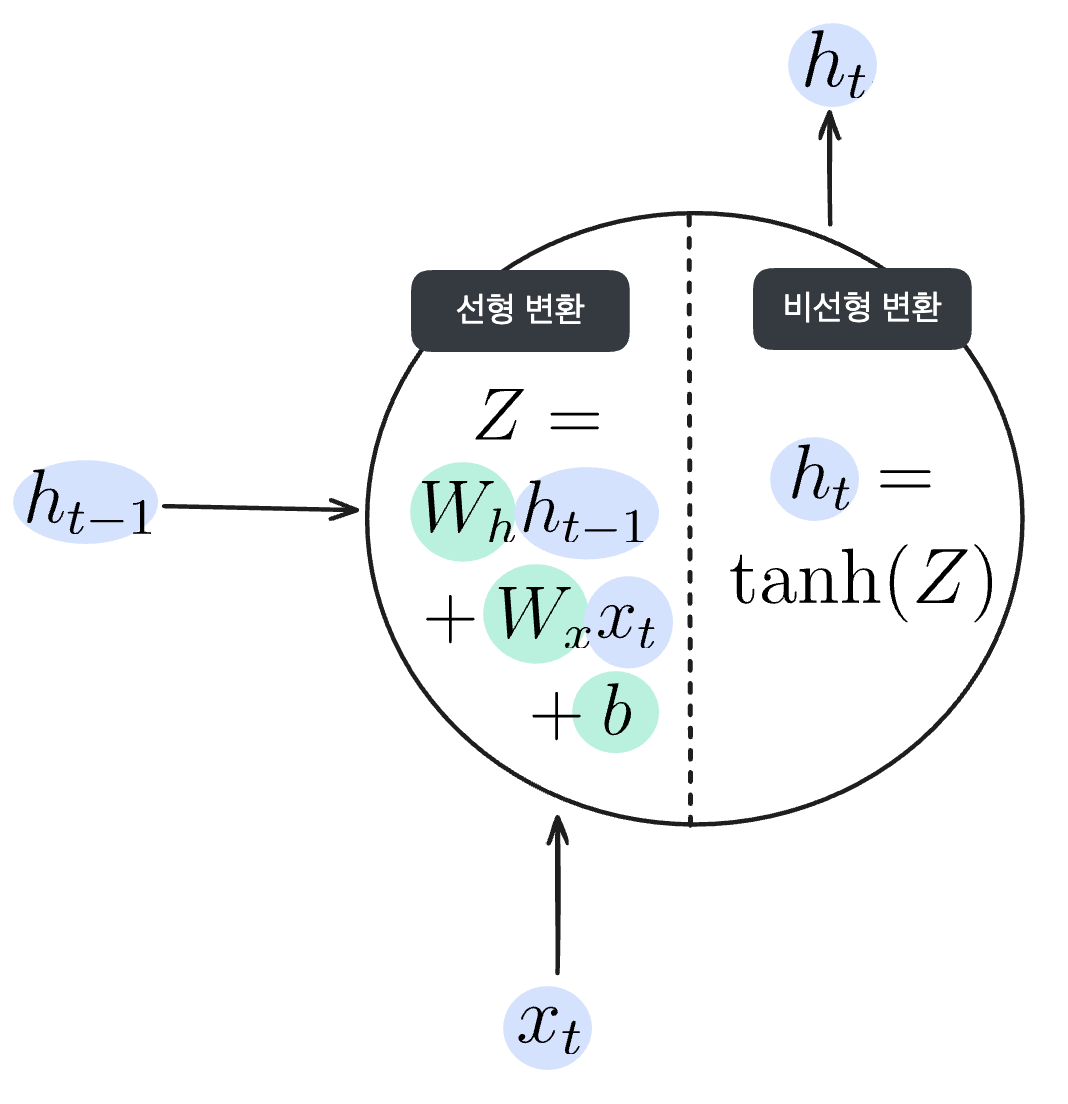 h_t
선형 변환
비선형 변환
Z =
W_h h_{t-1}
+ W_x x_t
+ b
h_t =
tanh(Z)
h_{t-1}
x_t